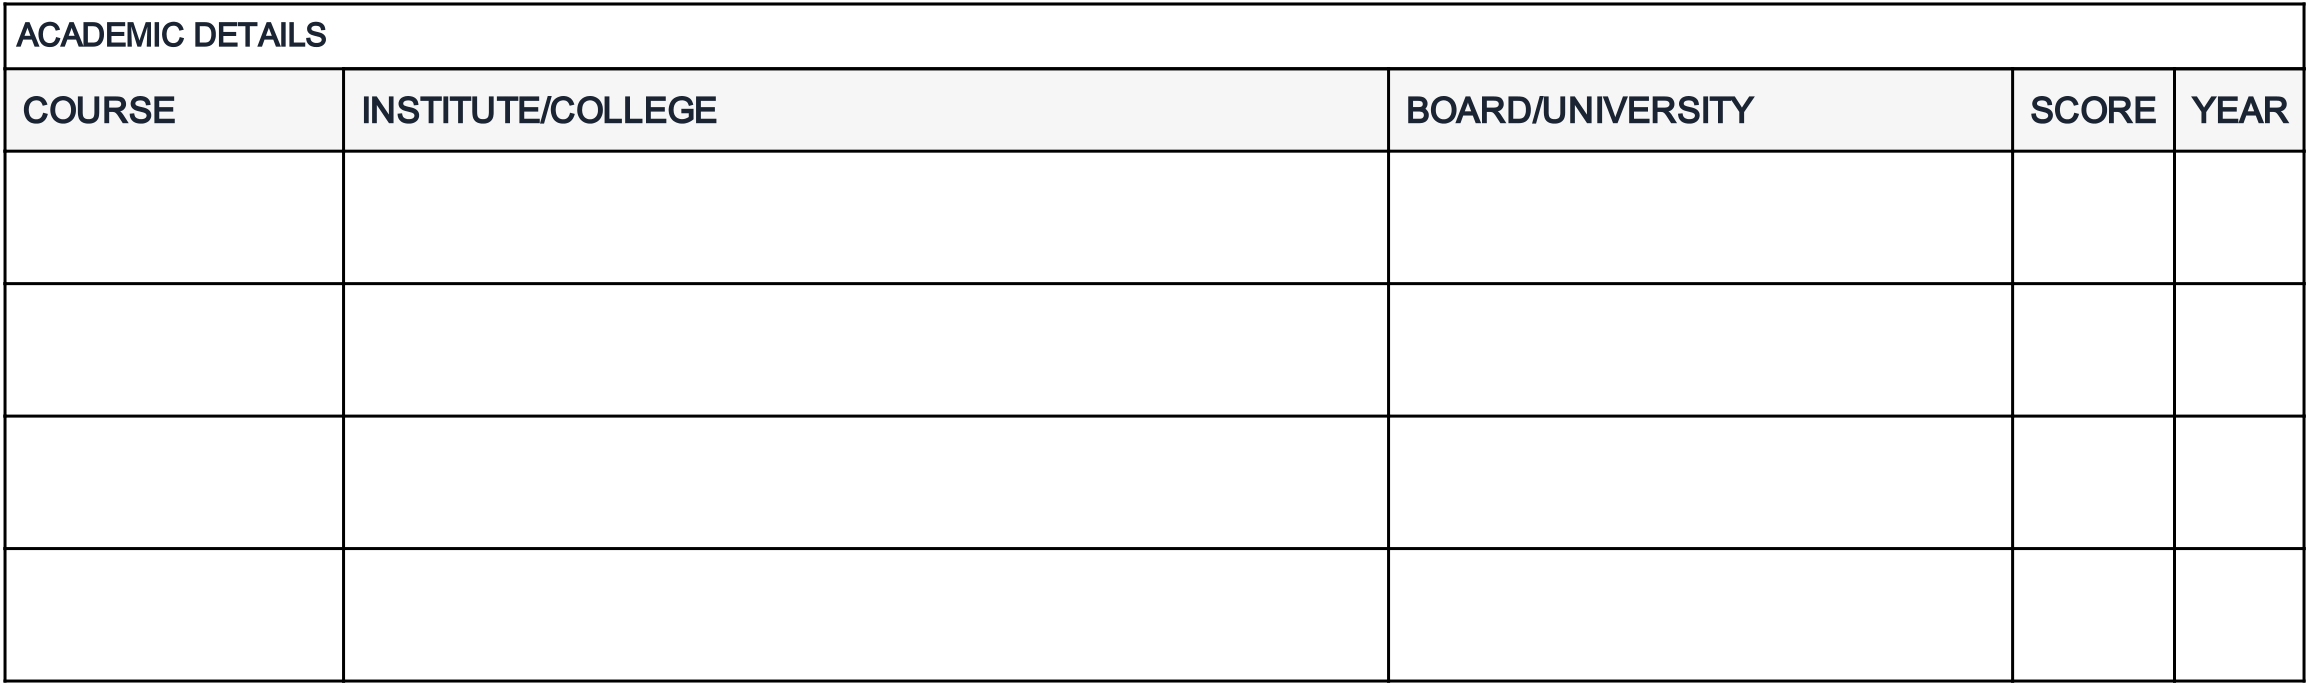 ACADEMIC DETAILS
COURSE INSTITUTE/COLLEGE BOARD/UNIVERSITY SCORE YEAR